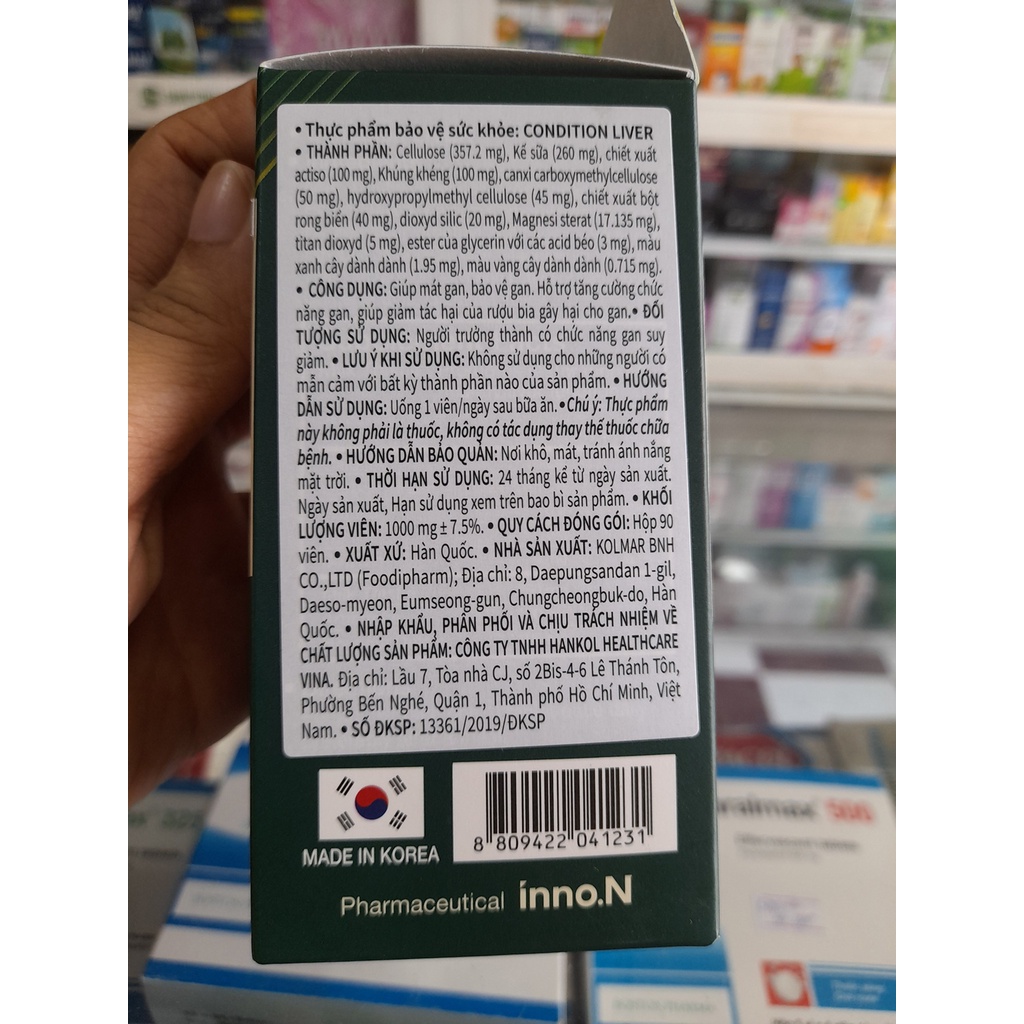 • Thực phẩm bảo vệ sức khỏe: CONDITION LIVER
• THÀNH PHẦN: Cellulose (357.2 mg), Kế sữa (260 mg), chiết xuất
actiso (100 mg), Khúng khéng (100 mg), canxi carboxymethylcellulose
(50 mg), hydroxypropylmethyl cellulose (45 mg), chiết xuất bột
rong biển (40 mg), dioxyd silic (20 mg), Magnesi sterat (17.135 mg),
titan dioxyd (5 mg), ester của glycerin với các acid béo (3 mg), màu
xanh cây dành dành (1.95 mg), màu vàng cây dành dành (0.715 mg).
• CÔNG DỤNG: Giúp mát gan, bảo vệ gan. Hỗ trợ tăng cường chức
năng gan, giúp giảm tác hại của rượu bia gây hại cho gan.• ĐỐI
TƯỢNG SỬ DỤNG: Người trưởng thành có chức năng gan suy
giảm. • LƯU Ý KHI SỬ DỤNG: Không sử dụng cho những người có
mẫn cảm với bất kỳ thành phần nào của sản phẩm. • HƯỚNG
DẪN SỬ DỤNG: Uống 1 viên/ngày sau bữa ăn.•Chú ý: Thực phẩm
này không phải là thuốc, không có tác dụng thay thế thuốc chữa
bệnh. • HƯỚNG DẪN BẢO QUẢN: Nơi khô, mát, tránh ánh nắng
mặt trời. • THỜI HẠN SỬ DỤNG: 24 tháng kể từ ngày sản xuất.
Ngày sản xuất, Hạn sử dụng xem trên bao bì sản phẩm. • KHỐI
LƯỢNG VIÊN: 1000 mg ± 7.5%. • QUY CÁCH ĐÓNG GÓI: Hộp 90
viên. • XUẤT XỨ: Hàn Quốc. • NHÀ SẢN XUẤT: KOLMAR BNH
CO.,LTD (Foodipharm); Địa chỉ: 8, Daepungsandan 1-gil,
Daeso-myeon, Eumseong-gun, Chungcheongbuk-do, Hàn
Quốc. • NHẬP KHẨU, PHÂN PHỐI VÀ CHỊU TRÁCH NHIỆM VỀ
CHẤT LƯỢNG SẢN PHẨM: CÔNG TY TNHH HANKOL HEALTHCARE
VINA. Địa chỉ: Lầu 7, Tòa nhà CJ, số 2Bis-4-6 Lê Thánh Tôn,
Phường Bến Nghé, Quận 1, Thành phố Hồ Chí Minh, Việt
Nam. • SỐ ĐKSP: 13361/2019/ĐKSP
8 809422 041231
MADE IN KOREA
Pharmaceutical inno.N
500